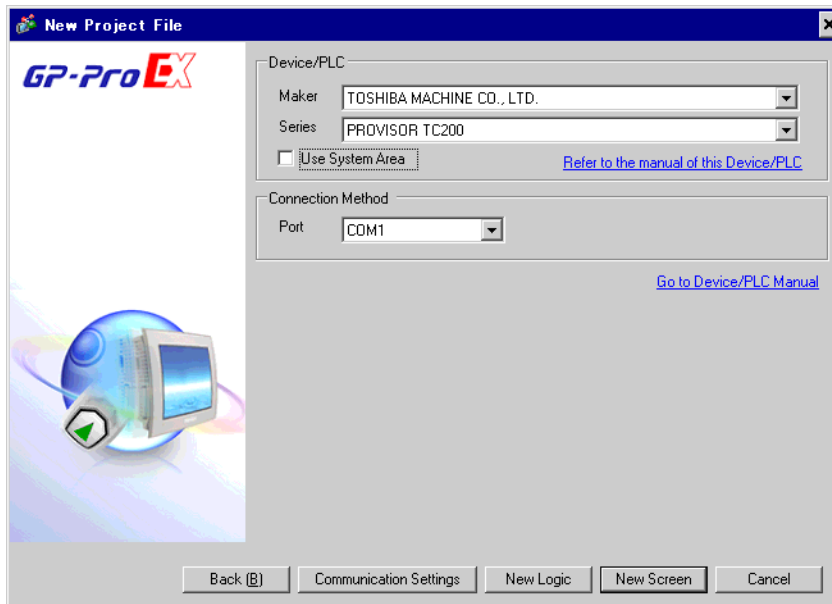 New Project File
GP-Pro EX
Device/PLC
Maker TOSHIBA MACHINE CO., LTD.
Series PROVISOR TC200
Use System Area Refer to the manual of this Device/PLC
Connection Method
Port COM1
Go to Device/PLC Manual
Back (B) Communication Settings New Logic New Screen Cancel